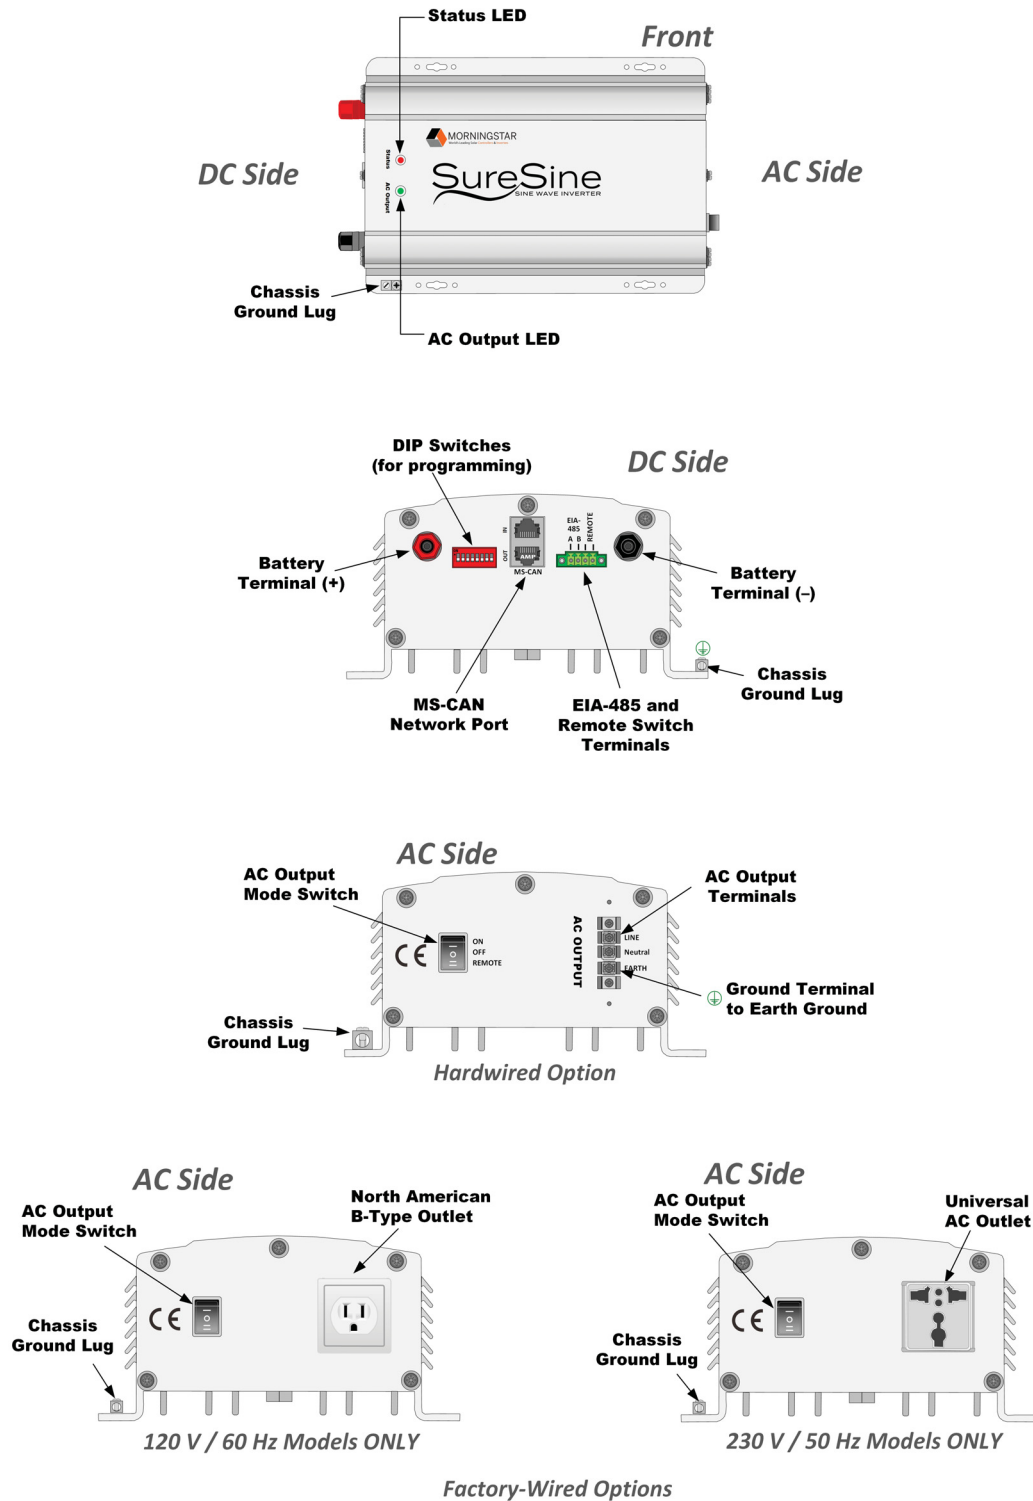 Status LED
Front
MORNINGSTAR
DC Side
AC Side
Status
AC Output
SureSine
SINE WAVE INVERTER
Chassis
Ground Lug
AC Output LED
DIP Switches
(for programming)
DC Side
EIA-
485
A B
REMOTE
IN
OUT
AMP
MS-CAN
Battery
Terminal (+)
Battery
Terminal (–)
Chassis
Ground Lug
MS-CAN
Network Port
EIA-485 and
Remote Switch
Terminals
AC Side
AC Output
Mode Switch
AC Output
Terminals
CE
ON
OFF
REMOTE
AC OUTPUT
LINE
Neutral
EARTH
Ground Terminal
to Earth Ground
Chassis
Ground Lug
Hardwired Option
AC Side
AC Output
Mode Switch
North American
B-Type Outlet
CE
Chassis
Ground Lug
120 V / 60 Hz Models ONLY
AC Side
AC Output
Mode Switch
Universal
AC Outlet
CE
Chassis
Ground Lug
230 V / 50 Hz Models ONLY
Factory-Wired Options